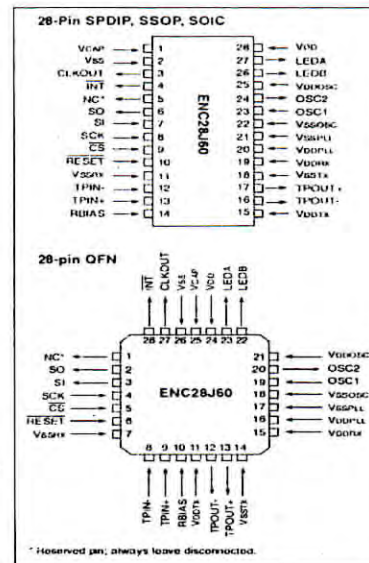 28-Pin SPDIP, SSOP, SOIC
VCAP 1 28 VDD
VSS 2 27 LEDA
CLKOUT 3 26 LEDB
INT 4 25 VDDOSC
NC* 5 24 OSC2
SO 6 23 OSC1
SI 7 22 VSSOSC
SCK 8 21 VSSPLL
CS 9 20 VDDPLL
RESET 10 19 VDDRX
VSSRX 11 18 VSSTX
TPIN- 12 17 TPOUT+
TPIN+ 13 16 TPOUT-
RBIAS 14 15 VDDTX
ENC28J60
28-pin QFN
INT CLKOUT VSS VCAP VDD LEDA LEDB
28 27 26 25 24 23 22
NC* 1 21 VDDOSC
SO 2 20 OSC2
SI 3 19 OSC1
SCK 4 18 VSSOSC
CS 5 17 VSSPLL
RESET 6 16 VDDPLL
VSSRX 7 15 VDDRX
ENC28J60
8 9 10 11 12 13 14
TPIN- TPIN+ RBIAS VDDTX TPOUT- TPOUT+ VSSTX
* Reserved pin; always leave disconnected.